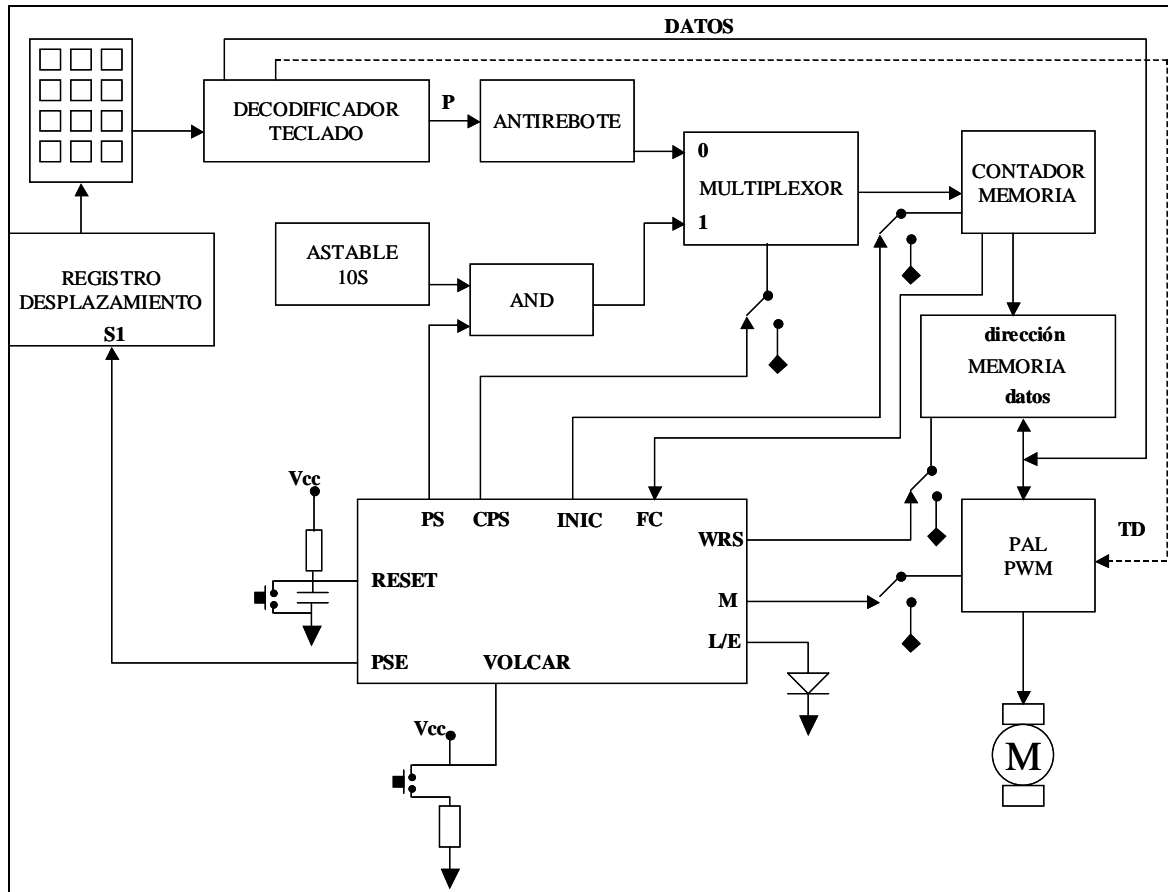 DATOS
DECODIFICADOR
TECLADO
P
ANTIREBOTE
0
MULTIPLEXOR
1
CONTADOR
MEMORIA
ASTABLE
10S
AND
REGISTRO
DESPLAZAMIENTO
S1
dirección
MEMORIA
datos
Vcc
PS
CPS
INIC
FC
WRS
PAL
PWM
TD
RESET
M
L/E
PSE
VOLCAR
Vcc
M